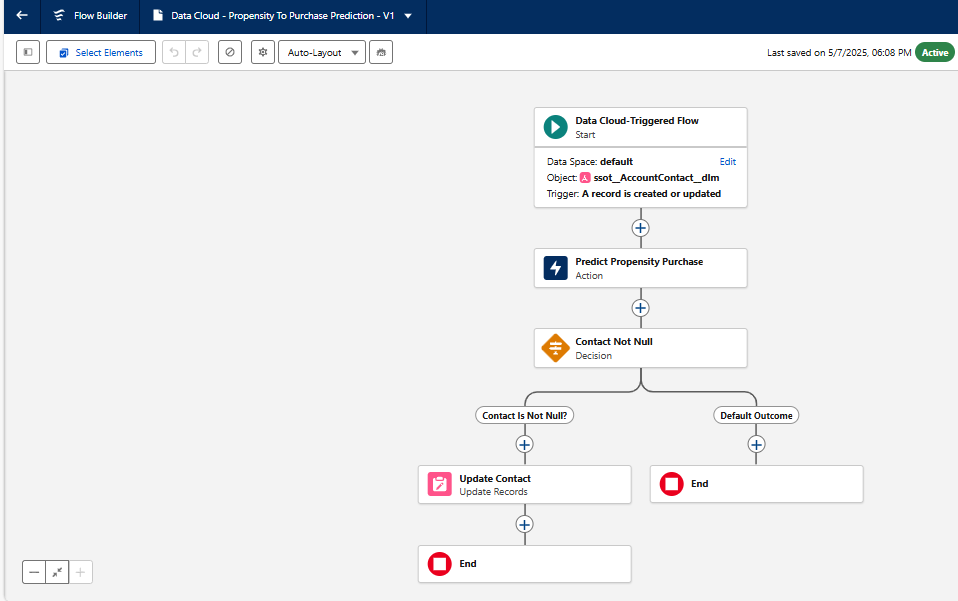 Flow Builder
Data Cloud - Propensity To Purchase Prediction - V1
Select Elements
Auto-Layout
Last saved on 5/7/2025, 06:08 PM
Active
Data Cloud-Triggered Flow
Start
Data Space: default
Edit
Object: ssot__AccountContact__dlm
Trigger: A record is created or updated
Predict Propensity Purchase
Action
Contact Not Null
Decision
Contact Is Not Null?
Default Outcome
Update Contact
Update Records
End
End